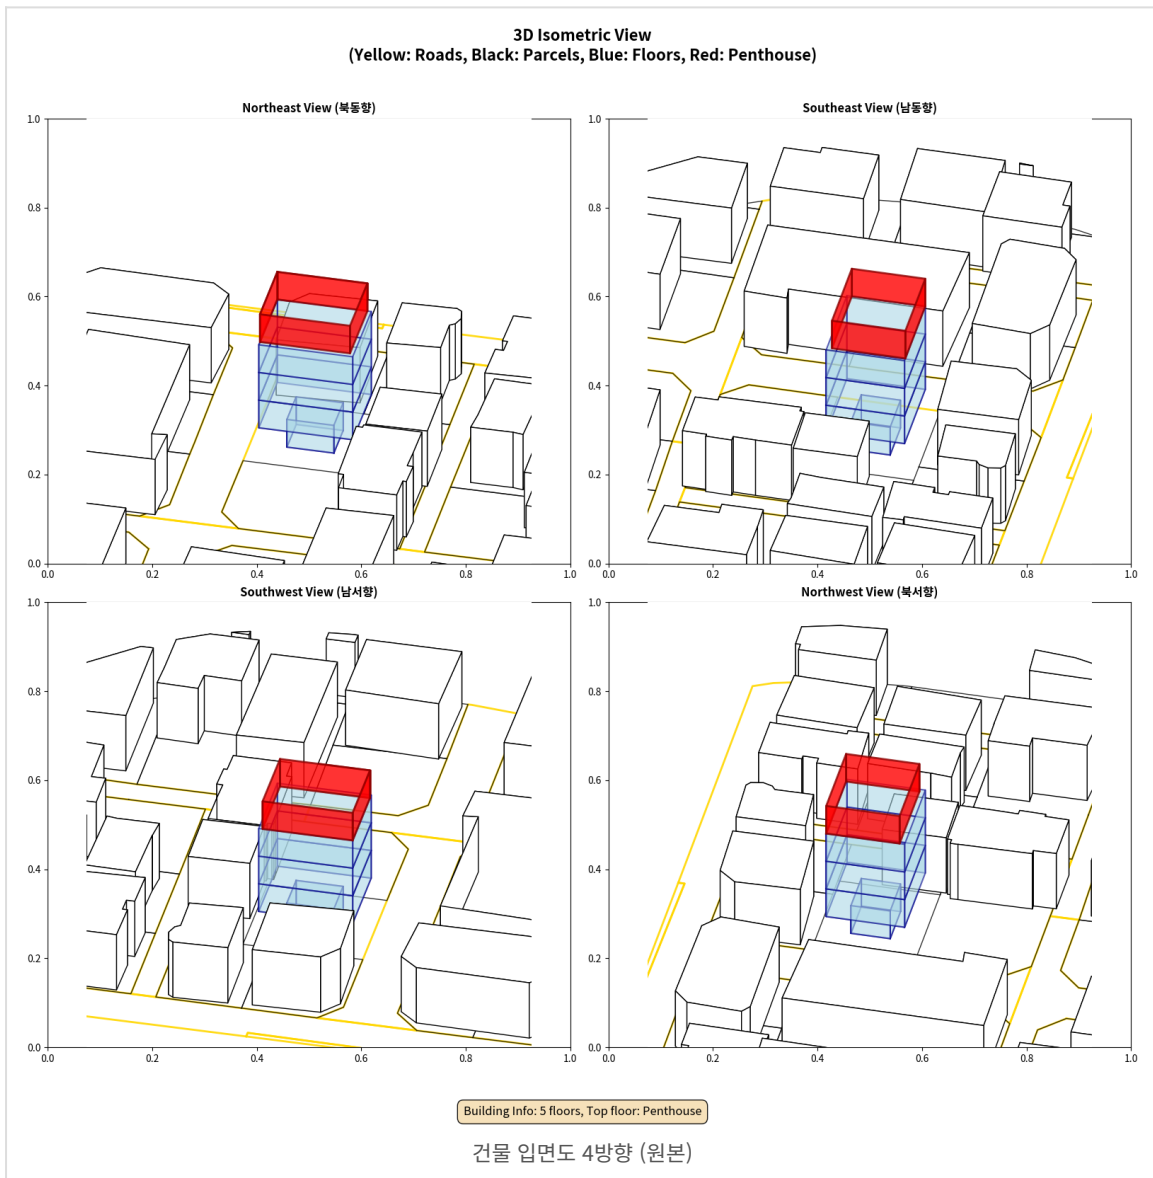 3D Isometric View
(Yellow: Roads, Black: Parcels, Blue: Floors, Red: Penthouse)
Northeast View (북동향)
1.0
0.8
0.6
0.4
0.2
0.0
0.0 0.2 0.4 0.6 0.8 1.0
Southeast View (남동향)
1.0
0.8
0.6
0.4
0.2
0.0
0.0 0.2 0.4 0.6 0.8 1.0
Southwest View (남서향)
1.0
0.8
0.6
0.4
0.2
0.0
0.0 0.2 0.4 0.6 0.8 1.0
Northwest View (북서향)
1.0
0.8
0.6
0.4
0.2
0.0
0.0 0.2 0.4 0.6 0.8 1.0
Building Info: 5 floors, Top floor: Penthouse
건물 입면도 4방향 (원본)